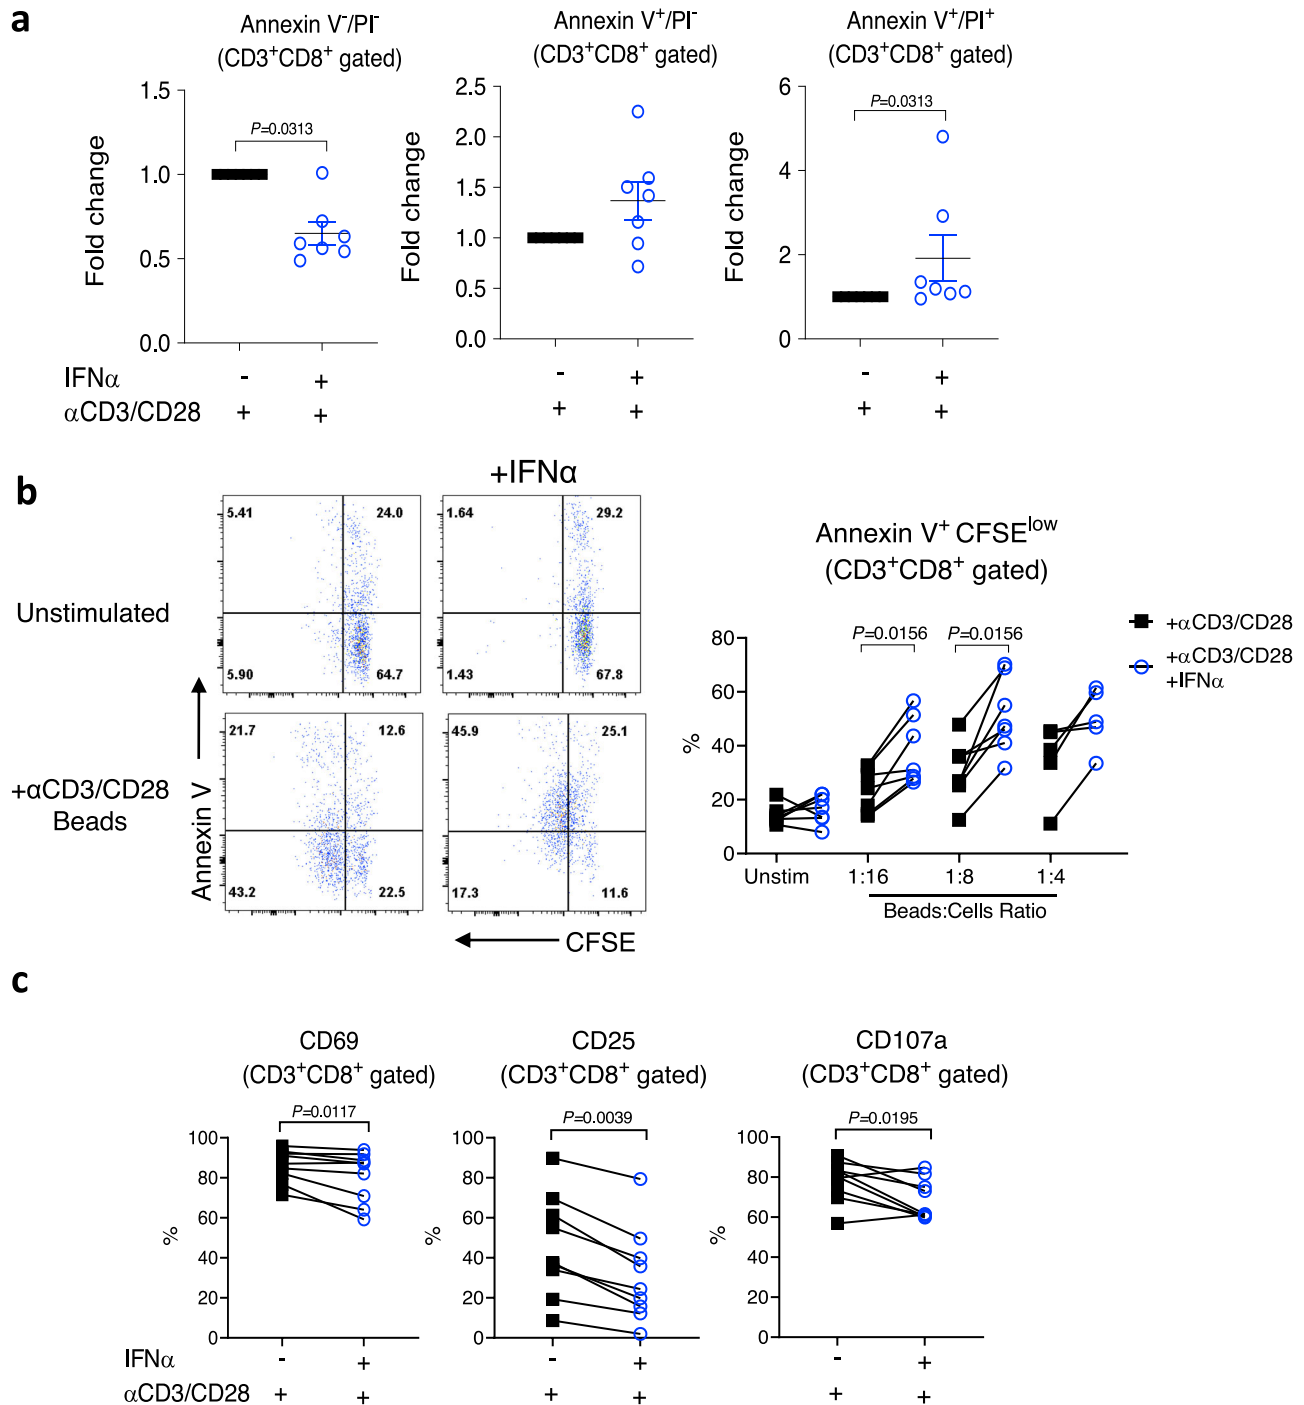 a
Annexin V⁻/PI⁻
(CD3⁺CD8⁺ gated)
Annexin V⁺/PI⁻
(CD3⁺CD8⁺ gated)
Annexin V⁺/PI⁺
(CD3⁺CD8⁺ gated)
Fold change
1.5
1.0
0.5
0.0
P=0.0313
Fold change
2.5
2.0
1.5
1.0
0.5
0.0
Fold change
6
4
2
0
P=0.0313
IFNα - + - + - +
αCD3/CD28 + + + + + +
b
+IFNα
Unstimulated
5.41 24.0
5.90 64.7
1.64 29.2
1.43 67.8
+αCD3/CD28
Beads
21.7 12.6
43.2 22.5
45.9 25.1
17.3 11.6
Annexin V
CFSE
Annexin V⁺ CFSEˡᵒʷ
(CD3⁺CD8⁺ gated)
%
80
60
40
20
0
P=0.0156 P=0.0156
Unstim 1:16 1:8 1:4
Beads:Cells Ratio
+αCD3/CD28
+αCD3/CD28
+IFNα
c
CD69
(CD3⁺CD8⁺ gated)
P=0.0117
%
100
80
60
40
20
0
CD25
(CD3⁺CD8⁺ gated)
P=0.0039
%
100
80
60
40
20
0
CD107a
(CD3⁺CD8⁺ gated)
P=0.0195
%
100
80
60
40
20
0
IFNα - + - + - +
αCD3/CD28 + + + + + +